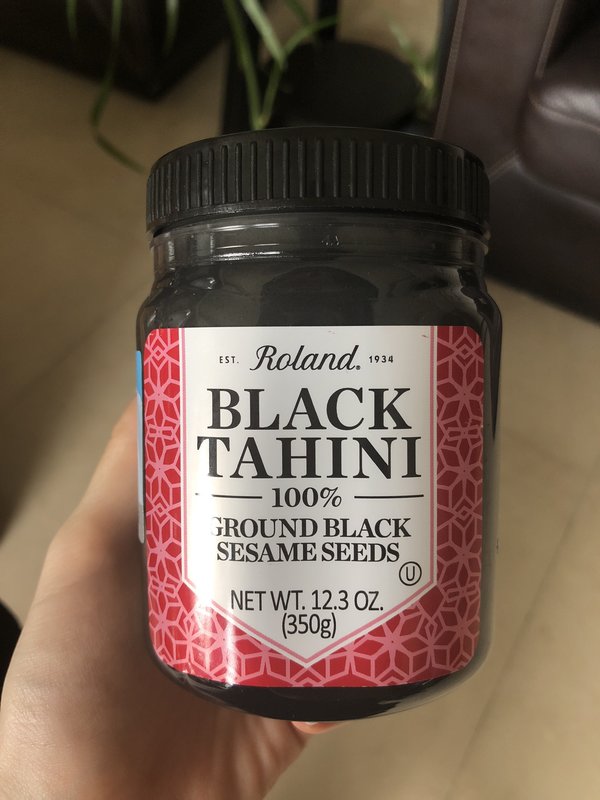 EST. Roland® 1934
BLACK
TAHINI
100%
GROUND BLACK
SESAME SEEDS
U
NET WT. 12.3 OZ.
(350g)